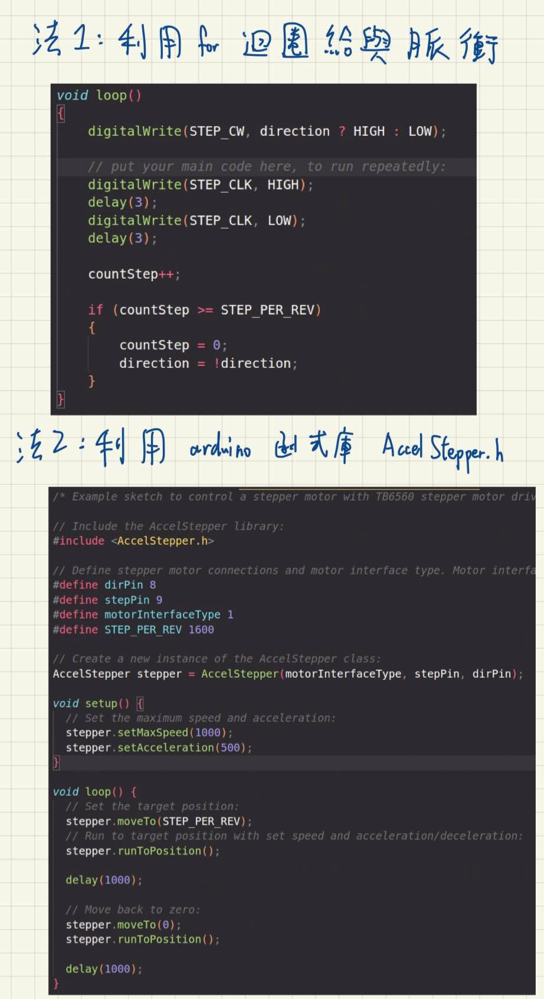 法1:利用 for 迴圈給與脈衝
void loop()
{
    digitalWrite(STEP_CW, direction ? HIGH : LOW);
    // put your main code here, to run repeatedly:
    digitalWrite(STEP_CLK, HIGH);
    delay(3);
    digitalWrite(STEP_CLK, LOW);
    delay(3);
    countStep++;
    if (countStep >= STEP_PER_REV)
    {
        countStep = 0;
        direction = !direction;
    }
}
法2:利用 arduino 函式庫 AccelStepper.h
/* Example sketch to control a stepper motor with TB6560 stepper motor driv
// Include the AccelStepper library:
#include <AccelStepper.h>
// Define stepper motor connections and motor interface type. Motor interfa
#define dirPin 8
#define stepPin 9
#define motorInterfaceType 1
#define STEP_PER_REV 1600
// Create a new instance of the AccelStepper class:
AccelStepper stepper = AccelStepper(motorInterfaceType, stepPin, dirPin);
void setup() {
  // Set the maximum speed and acceleration:
  stepper.setMaxSpeed(1000);
  stepper.setAcceleration(500);
}
void loop() {
  // Set the target position:
  stepper.moveTo(STEP_PER_REV);
  // Run to target position with set speed and acceleration/deceleration:
  stepper.runToPosition();
  delay(1000);
  // Move back to zero:
  stepper.moveTo(0);
  stepper.runToPosition();
  delay(1000);
}